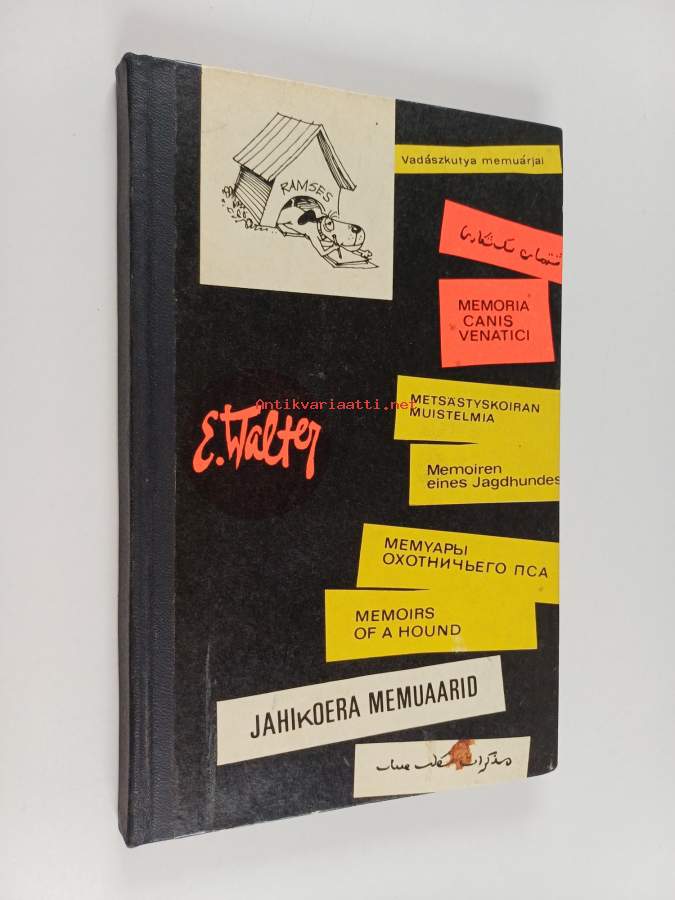 RAMSES
Vadászkutya memuárjai
MEMORIA
CANIS
VENATICI
Antikvariaatti.net
METSÄSTYSKOIRAN
MUISTELMIA
E. Walter
Memoiren
eines Jagdhundes
МЕМУАРЫ
ОХОТНИЧЬЕГО ПСА
MEMOIRS
OF A HOUND
JAHIKOERA MEMUAARID